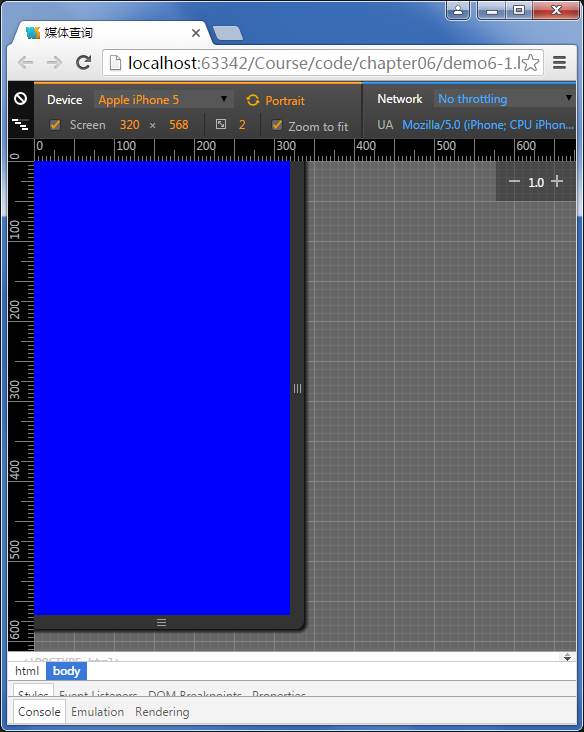 媒体查询
localhost:63342/Course/code/chapter06/demo6-1.l
Device Apple iPhone 5 Portrait Network No throttling
Screen 320 × 568 2 Zoom to fit UA Mozilla/5.0 (iPhone; CPU iPhon...
0 100 200 300 400 500 600
0
1.0
100
200
300
400
500
600
<!DOCTYPE html>
html body
Styles Event Listeners DOM Breakpoints Properties
Console Emulation Rendering